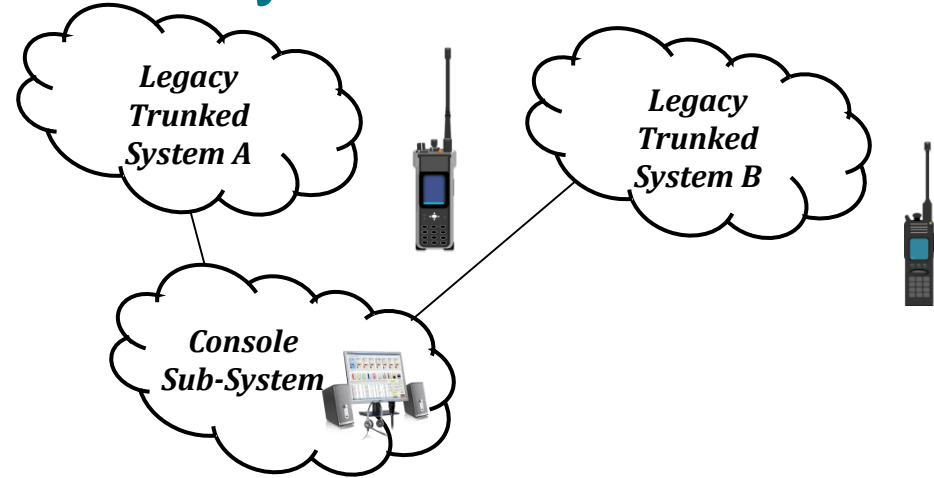 Legacy
Trunked
System A
Legacy
Trunked
System B
Console
Sub-System